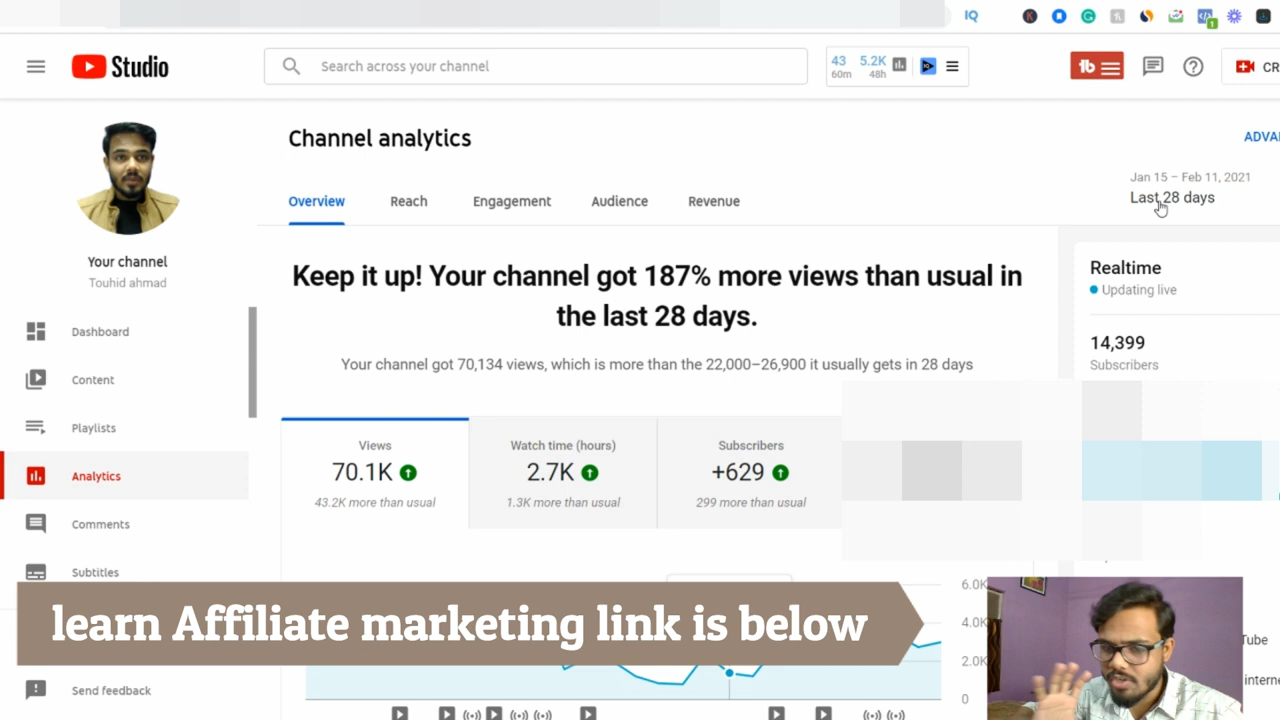 IQ
Studio
Search across your channel
43 5.2K
60m 48h
CR
Channel analytics
ADVA
Jan 15 – Feb 11, 2021
Last 28 days
Overview Reach Engagement Audience Revenue
Your channel
Touhid ahmad
Keep it up! Your channel got 187% more views than usual in
the last 28 days.
Your channel got 70,134 views, which is more than the 22,000–26,900 it usually gets in 28 days
Realtime
Updating live
14,399
Subscribers
Dashboard
Content
Playlists
Analytics
Comments
Subtitles
Send feedback
Views
70.1K
43.2K more than usual
Watch time (hours)
2.7K
1.3K more than usual
Subscribers
+629
299 more than usual
6.0K
4.0K
2.0K
0
learn Affiliate marketing link is below
Tube
interne